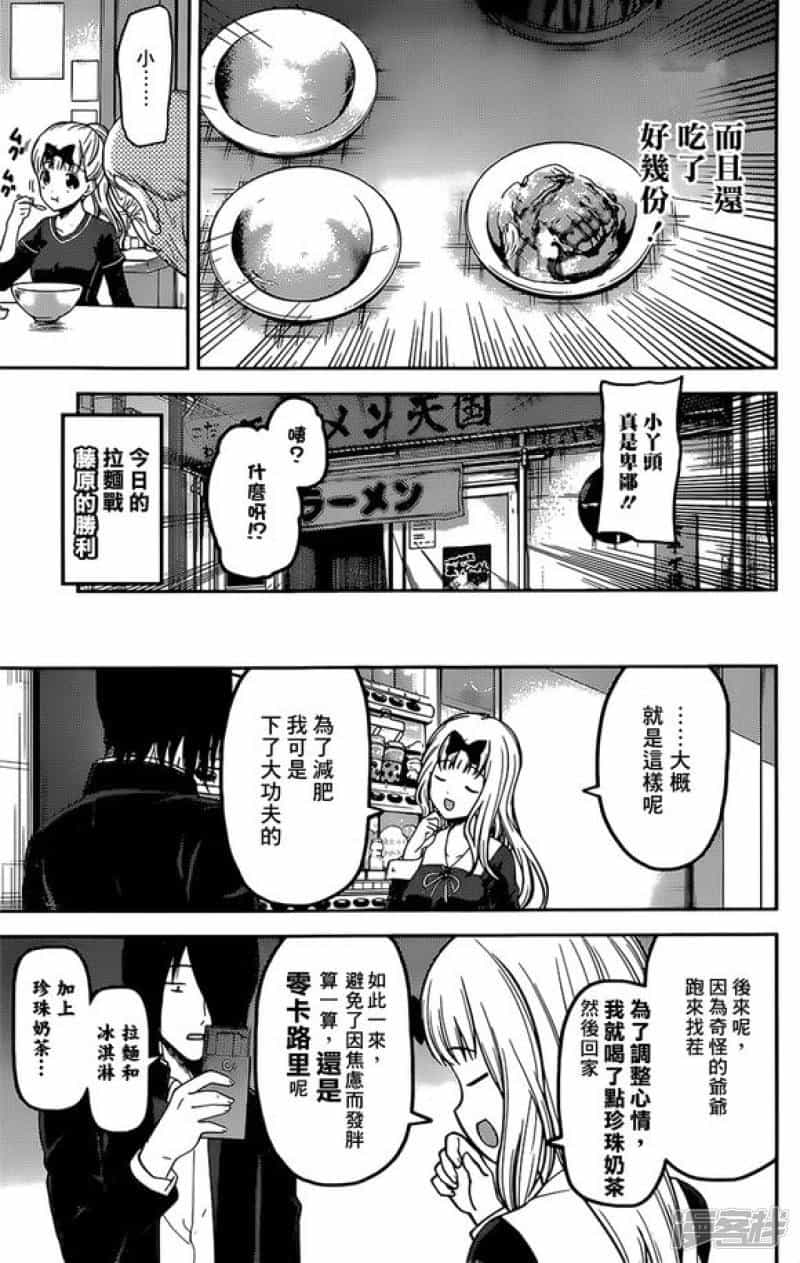 而且還
吃了
好幾份！
小……
ムグ
ムグ
小丫頭
真是卑鄙!!
ーメン天国
ラーメン
咦？
什麼呀!?
今日的
拉麵戰
藤原的勝利
……大概
就是這樣呢
為了減肥
我可是
下了大功夫的
後來呢，
因為奇怪的爺爺
跑來找茬
為了調整心情，
我就喝了點珍珠奶茶
然後回家
如此一來，
避免了因焦慮而發胖
算一算，還是
零卡路里呢
拉麵和
冰淇淋
加上
珍珠奶茶…
漫客栈